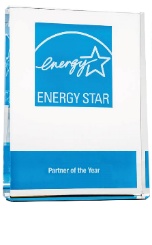 energy
ENERGY STAR
Partner of the Year